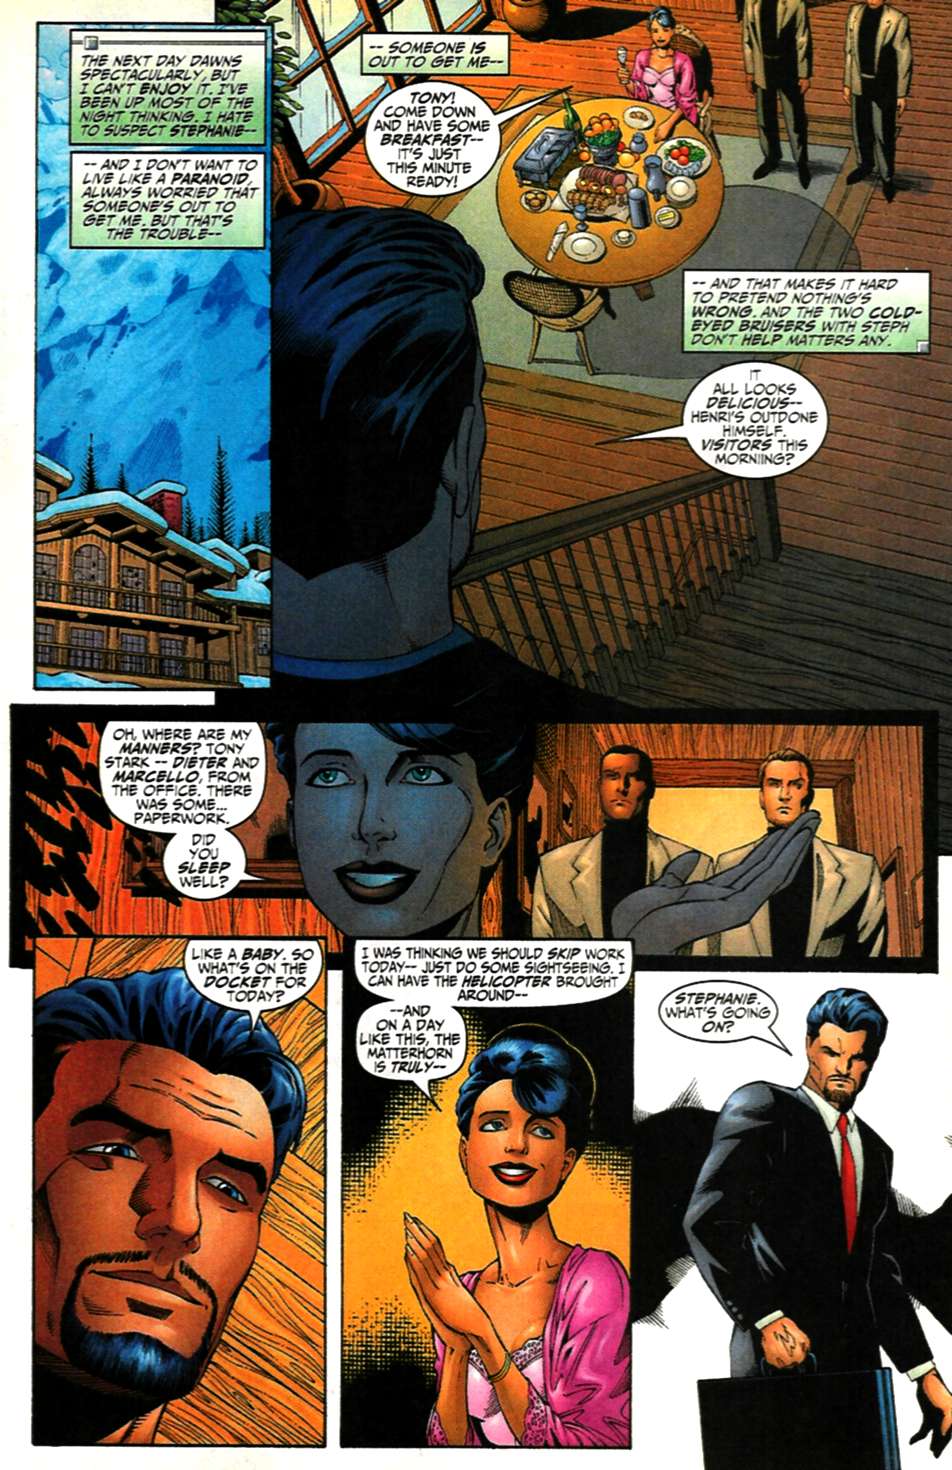 THE NEXT DAY DAWNS
SPECTACULARLY, BUT
I CAN'T ENJOY IT. I'VE
BEEN UP MOST OF THE
NIGHT THINKING. I HATE
TO SUSPECT STEPHANIE--
-- AND I DON'T WANT TO
LIVE LIKE A PARANOID,
ALWAYS WORRIED THAT
SOMEONE'S OUT TO
GET ME. BUT THAT'S
THE TROUBLE--
-- SOMEONE IS
OUT TO GET ME--
TONY!
COME DOWN
AND HAVE SOME
BREAKFAST--
IT'S JUST
THIS MINUTE
READY!
-- AND THAT MAKES IT HARD
TO PRETEND NOTHING'S
WRONG. AND THE TWO COLD-
EYED BRUISERS WITH STEPH
DON'T HELP MATTERS ANY.
IT
ALL LOOKS
DELICIOUS--
HENRI'S OUTDONE
HIMSELF.
VISITORS THIS
MORNIING?
OH, WHERE ARE MY
MANNERS? TONY
STARK -- DIETER AND
MARCELLO, FROM
THE OFFICE. THERE
WAS SOME...
PAPERWORK.
DID
YOU
SLEEP
WELL?
LIKE A BABY. SO
WHAT'S ON THE
DOCKET FOR
TODAY?
I WAS THINKING WE SHOULD SKIP WORK
TODAY-- JUST DO SOME SIGHTSEEING. I
CAN HAVE THE HELICOPTER BROUGHT
AROUND--
--AND
ON A DAY
LIKE THIS, THE
MATTERHORN
IS TRULY--
STEPHANIE.
WHAT'S GOING
ON?